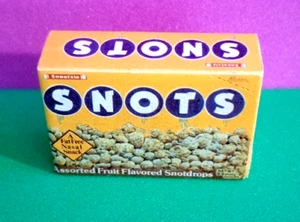 SNOTS
SNOTS
A
Fat Free
Nasal
Snack
Assorted Fruit Flavored Snotdrops